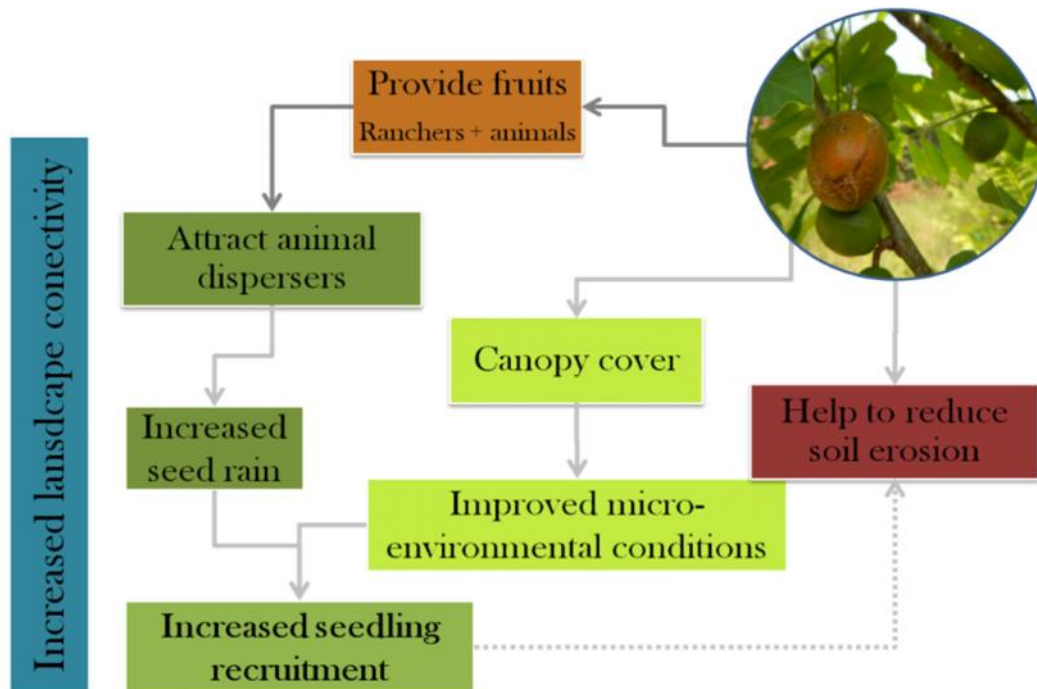 Increased lansdcape conectivity
Provide fruits
Ranchers + animals
Attract animal
dispersers
Canopy cover
Increased
seed rain
Help to reduce
soil erosion
Improved micro-
environmental conditions
Increased seedling
recruitment